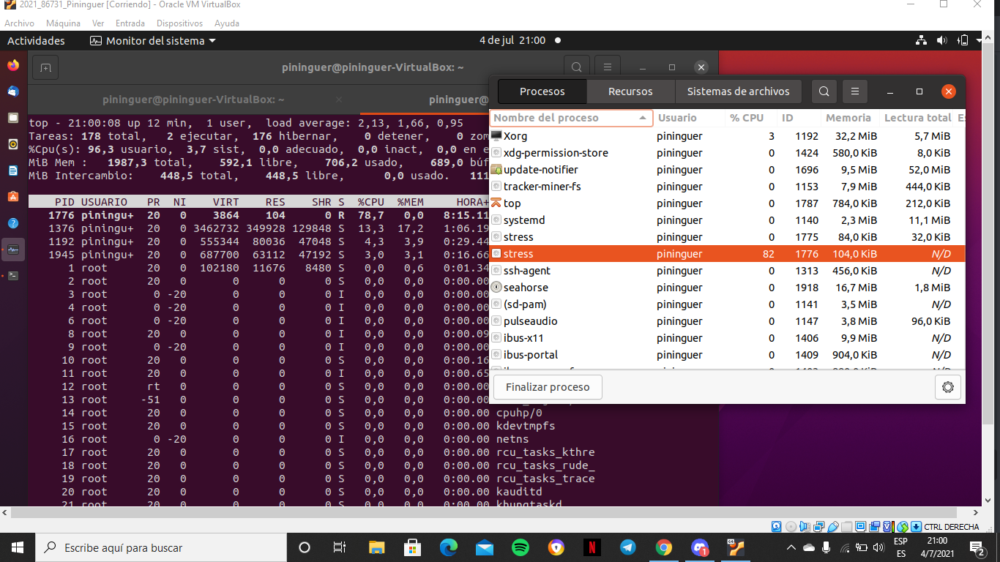 2021_86731_Pininguer [Corriendo] - Oracle VM VirtualBox
Archivo Máquina Ver Entrada Dispositivos Ayuda
Actividades Monitor del sistema 4 de jul 21:00
pininguer@pininguer-VirtualBox: ~
pininguer@pininguer-VirtualBox: ~ pininguer@
top - 21:00:08 up 12 min, 1 user, load average: 2,13, 1,66, 0,95
Tareas: 178 total, 2 ejecutar, 176 hibernar, 0 detener, 0 zom
%Cpu(s): 96,3 usuario, 3,7 sist, 0,0 adecuado, 0,0 inact, 0,0 en e
MiB Mem : 1987,3 total, 592,1 libre, 706,2 usado, 689,0 búf
MiB Intercambio: 448,5 total, 448,5 libre, 0,0 usado. 111
PID USUARIO PR NI VIRT RES SHR S %CPU %MEM HORA+
1776 piningu+ 20 0 3864 104 0 R 78,7 0,0 8:15.11
1376 piningu+ 20 0 3462732 349928 129848 S 13,3 17,2 1:06.19
1192 piningu+ 20 0 555344 80036 47048 S 4,3 3,9 0:29.44
1945 piningu+ 20 0 687700 63112 47192 S 3,0 3,1 0:16.66
1 root 20 0 102180 11676 8480 S 0,0 0,6 0:01.34
2 root 20 0 0 0 0 S 0,0 0,0 0:00.00
3 root 0 -20 0 0 0 I 0,0 0,0 0:00.00
4 root 0 -20 0 0 0 I 0,0 0,0 0:00.00
6 root 0 -20 0 0 0 I 0,0 0,0 0:00.00
8 root 20 0 0 0 0 I 0,0 0,0 0:00.09
9 root 0 -20 0 0 0 I 0,0 0,0 0:00.00
10 root 20 0 0 0 0 S 0,0 0,0 0:00.16
11 root 20 0 0 0 0 I 0,0 0,0 0:00.65
12 root rt 0 0 0 0 S 0,0 0,0 0:00.00
13 root -51 0 0 0 0 S 0,0 0,0 0:00.00
14 root 20 0 0 0 0 S 0,0 0,0 0:00.00 cpuhp/0
15 root 20 0 0 0 0 S 0,0 0,0 0:00.00 kdevtmpfs
16 root 0 -20 0 0 0 I 0,0 0,0 0:00.00 netns
17 root 20 0 0 0 0 S 0,0 0,0 0:00.00 rcu_tasks_kthre
18 root 20 0 0 0 0 S 0,0 0,0 0:00.00 rcu_tasks_rude_
19 root 20 0 0 0 0 S 0,0 0,0 0:00.00 rcu_tasks_trace
20 root 20 0 0 0 0 S 0,0 0,0 0:00.00 kauditd
21 root 20 0 0 0 0 S 0,0 0,0 0:00.00 khungtaskd
Procesos Recursos Sistemas de archivos
Nombre del proceso Usuario % CPU ID Memoria Lectura total Es
Xorg pininguer 3 1192 32,2 MiB 5,7 MiB
xdg-permission-store pininguer 0 1424 580,0 KiB 8,0 KiB
update-notifier pininguer 0 1696 9,5 MiB 52,0 MiB
tracker-miner-fs pininguer 0 1153 7,9 MiB 444,0 KiB
top pininguer 0 1787 784,0 KiB 212,0 KiB
systemd pininguer 0 1140 2,3 MiB 11,1 MiB
stress pininguer 0 1775 84,0 KiB 32,0 KiB
stress pininguer 82 1776 104,0 KiB N/D
ssh-agent pininguer 0 1313 456,0 KiB N/D
seahorse pininguer 0 1918 16,7 MiB 1,8 MiB
(sd-pam) pininguer 0 1141 3,5 MiB N/D
pulseaudio pininguer 0 1147 3,8 MiB 96,0 KiB
ibus-x11 pininguer 0 1406 9,9 MiB N/D
ibus-portal pininguer 0 1409 904,0 KiB N/D
Finalizar proceso
CTRL DERECHA
Escribe aquí para buscar
ESP
ES
21:00
4/7/2021